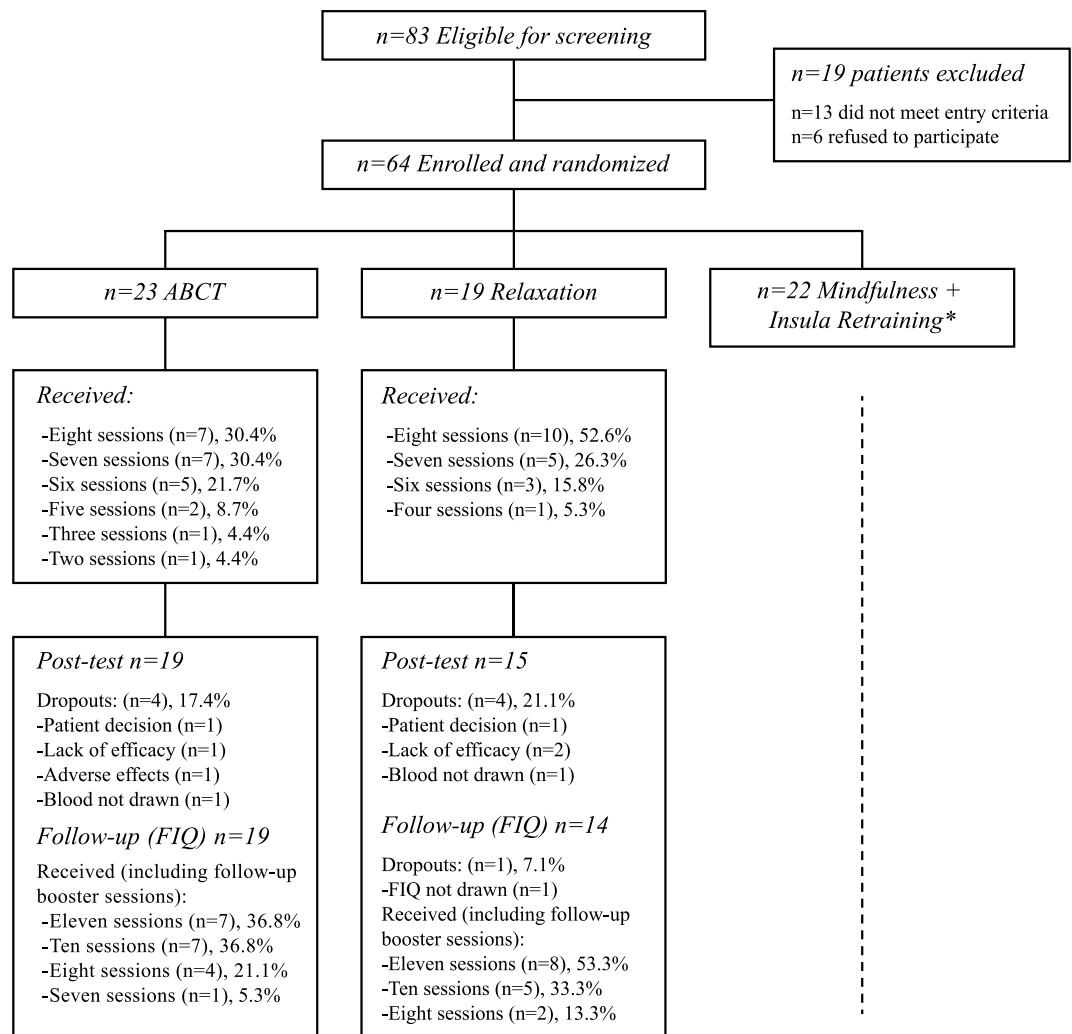 n=83 Eligible for screening
n=19 patients excluded
n=13 did not meet entry criteria
n=6 refused to participate
n=64 Enrolled and randomized
n=23 ABCT
n=19 Relaxation
n=22 Mindfulness +
Insula Retraining*
Received:
-Eight sessions (n=7), 30.4%
-Seven sessions (n=7), 30.4%
-Six sessions (n=5), 21.7%
-Five sessions (n=2), 8.7%
-Three sessions (n=1), 4.4%
-Two sessions (n=1), 4.4%
Received:
-Eight sessions (n=10), 52.6%
-Seven sessions (n=5), 26.3%
-Six sessions (n=3), 15.8%
-Four sessions (n=1), 5.3%
Post-test n=19
Dropouts: (n=4), 17.4%
-Patient decision (n=1)
-Lack of efficacy (n=1)
-Adverse effects (n=1)
-Blood not drawn (n=1)
Follow-up (FIQ) n=19
Received (including follow-up
booster sessions):
-Eleven sessions (n=7), 36.8%
-Ten sessions (n=7), 36.8%
-Eight sessions (n=4), 21.1%
-Seven sessions (n=1), 5.3%
Post-test n=15
Dropouts: (n=4), 21.1%
-Patient decision (n=1)
-Lack of efficacy (n=2)
-Blood not drawn (n=1)
Follow-up (FIQ) n=14
Dropouts: (n=1), 7.1%
-FIQ not drawn (n=1)
Received (including follow-up
booster sessions):
-Eleven sessions (n=8), 53.3%
-Ten sessions (n=5), 33.3%
-Eight sessions (n=2), 13.3%